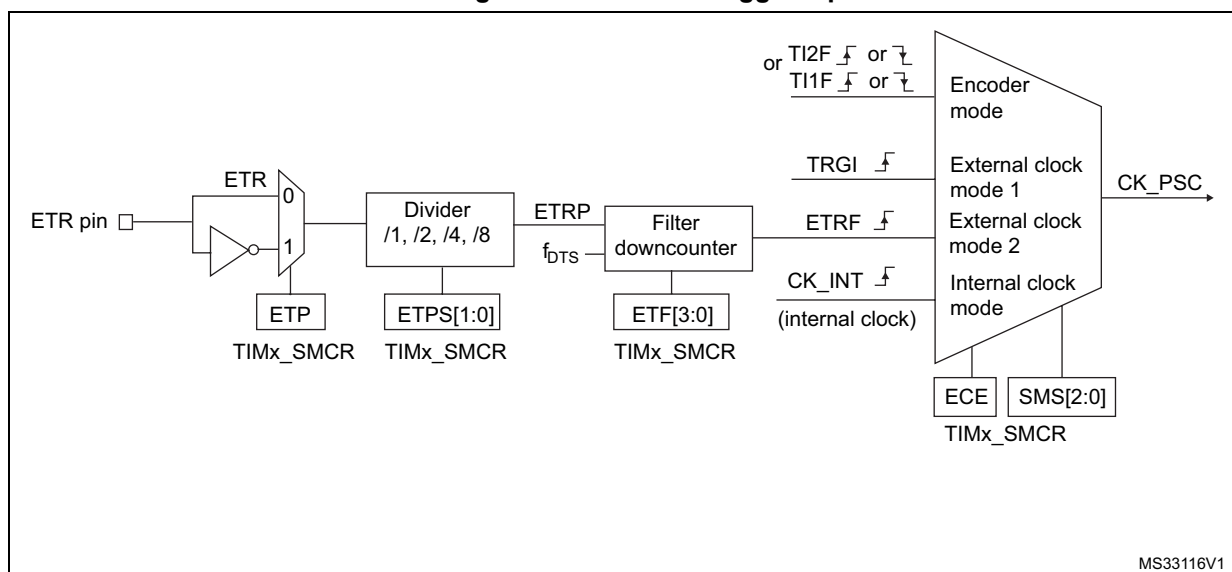 or TI2F or
TI1F or
Encoder
mode
TRGI
External clock
mode 1
CK_PSC
ETR
0
ETR pin
1
Divider
/1, /2, /4, /8
ETRP
fDTS
Filter
downcounter
ETRF
External clock
mode 2
CK_INT
(internal clock)
Internal clock
mode
ETP
TIMx_SMCR
ETPS[1:0]
TIMx_SMCR
ETF[3:0]
TIMx_SMCR
ECE
SMS[2:0]
TIMx_SMCR
MS33116V1